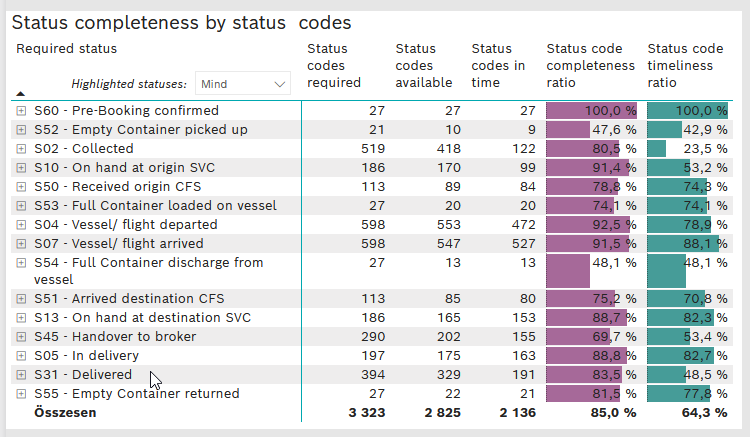 Status completeness by status codes
Required status Status codes required Status codes available Status codes in time Status code completeness ratio Status code timeliness ratio
Highlighted statuses: Mind
S60 - Pre-Booking confirmed 27 27 27 100,0 % 100,0 %
S52 - Empty Container picked up 21 10 9 47,6 % 42,9 %
S02 - Collected 519 418 122 80,5 % 23,5 %
S10 - On hand at origin SVC 186 170 99 91,4 % 53,2 %
S50 - Received origin CFS 113 89 84 78,8 % 74,3 %
S53 - Full Container loaded on vessel 27 20 20 74,1 % 74,1 %
S04 - Vessel/ flight departed 598 553 472 92,5 % 78,9 %
S07 - Vessel/ flight arrived 598 547 527 91,5 % 88,1 %
S54 - Full Container discharge from vessel 27 13 13 48,1 % 48,1 %
S51 - Arrived destination CFS 113 85 80 75,2 % 70,8 %
S13 - On hand at destination SVC 186 165 153 88,7 % 82,3 %
S45 - Handover to broker 290 202 155 69,7 % 53,4 %
S05 - In delivery 197 175 163 88,8 % 82,7 %
S31 - Delivered 394 329 191 83,5 % 48,5 %
S55 - Empty Container returned 27 22 21 81,5 % 77,8 %
Összesen 3 323 2 825 2 136 85,0 % 64,3 %